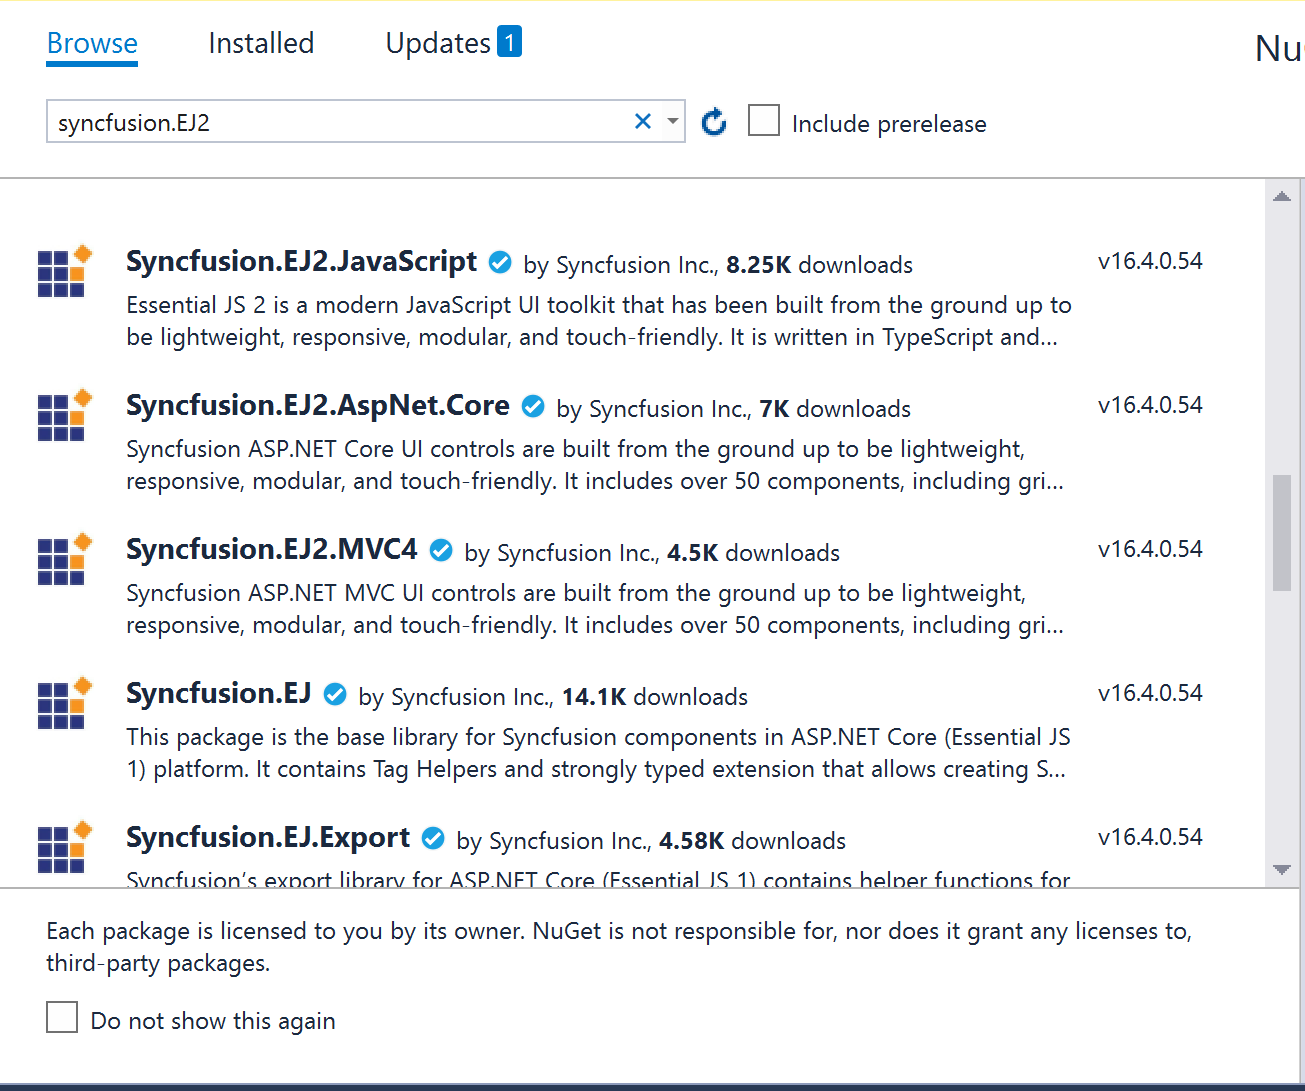 Browse Installed Updates 1
Nu
syncfusion.EJ2 Include prerelease
Syncfusion.EJ2.JavaScript by Syncfusion Inc., 8.25K downloads v16.4.0.54
Essential JS 2 is a modern JavaScript UI toolkit that has been built from the ground up to
be lightweight, responsive, modular, and touch-friendly. It is written in TypeScript and...
Syncfusion.EJ2.AspNet.Core by Syncfusion Inc., 7K downloads v16.4.0.54
Syncfusion ASP.NET Core UI controls are built from the ground up to be lightweight,
responsive, modular, and touch-friendly. It includes over 50 components, including gri...
Syncfusion.EJ2.MVC4 by Syncfusion Inc., 4.5K downloads v16.4.0.54
Syncfusion ASP.NET MVC UI controls are built from the ground up to be lightweight,
responsive, modular, and touch-friendly. It includes over 50 components, including gri...
Syncfusion.EJ by Syncfusion Inc., 14.1K downloads v16.4.0.54
This package is the base library for Syncfusion components in ASP.NET Core (Essential JS
1) platform. It contains Tag Helpers and strongly typed extension that allows creating S...
Syncfusion.EJ.Export by Syncfusion Inc., 4.58K downloads v16.4.0.54
Syncfusion's export library for ASP.NET Core (Essential JS 1) contains helper functions for
Each package is licensed to you by its owner. NuGet is not responsible for, nor does it grant any licenses to,
third-party packages.
Do not show this again